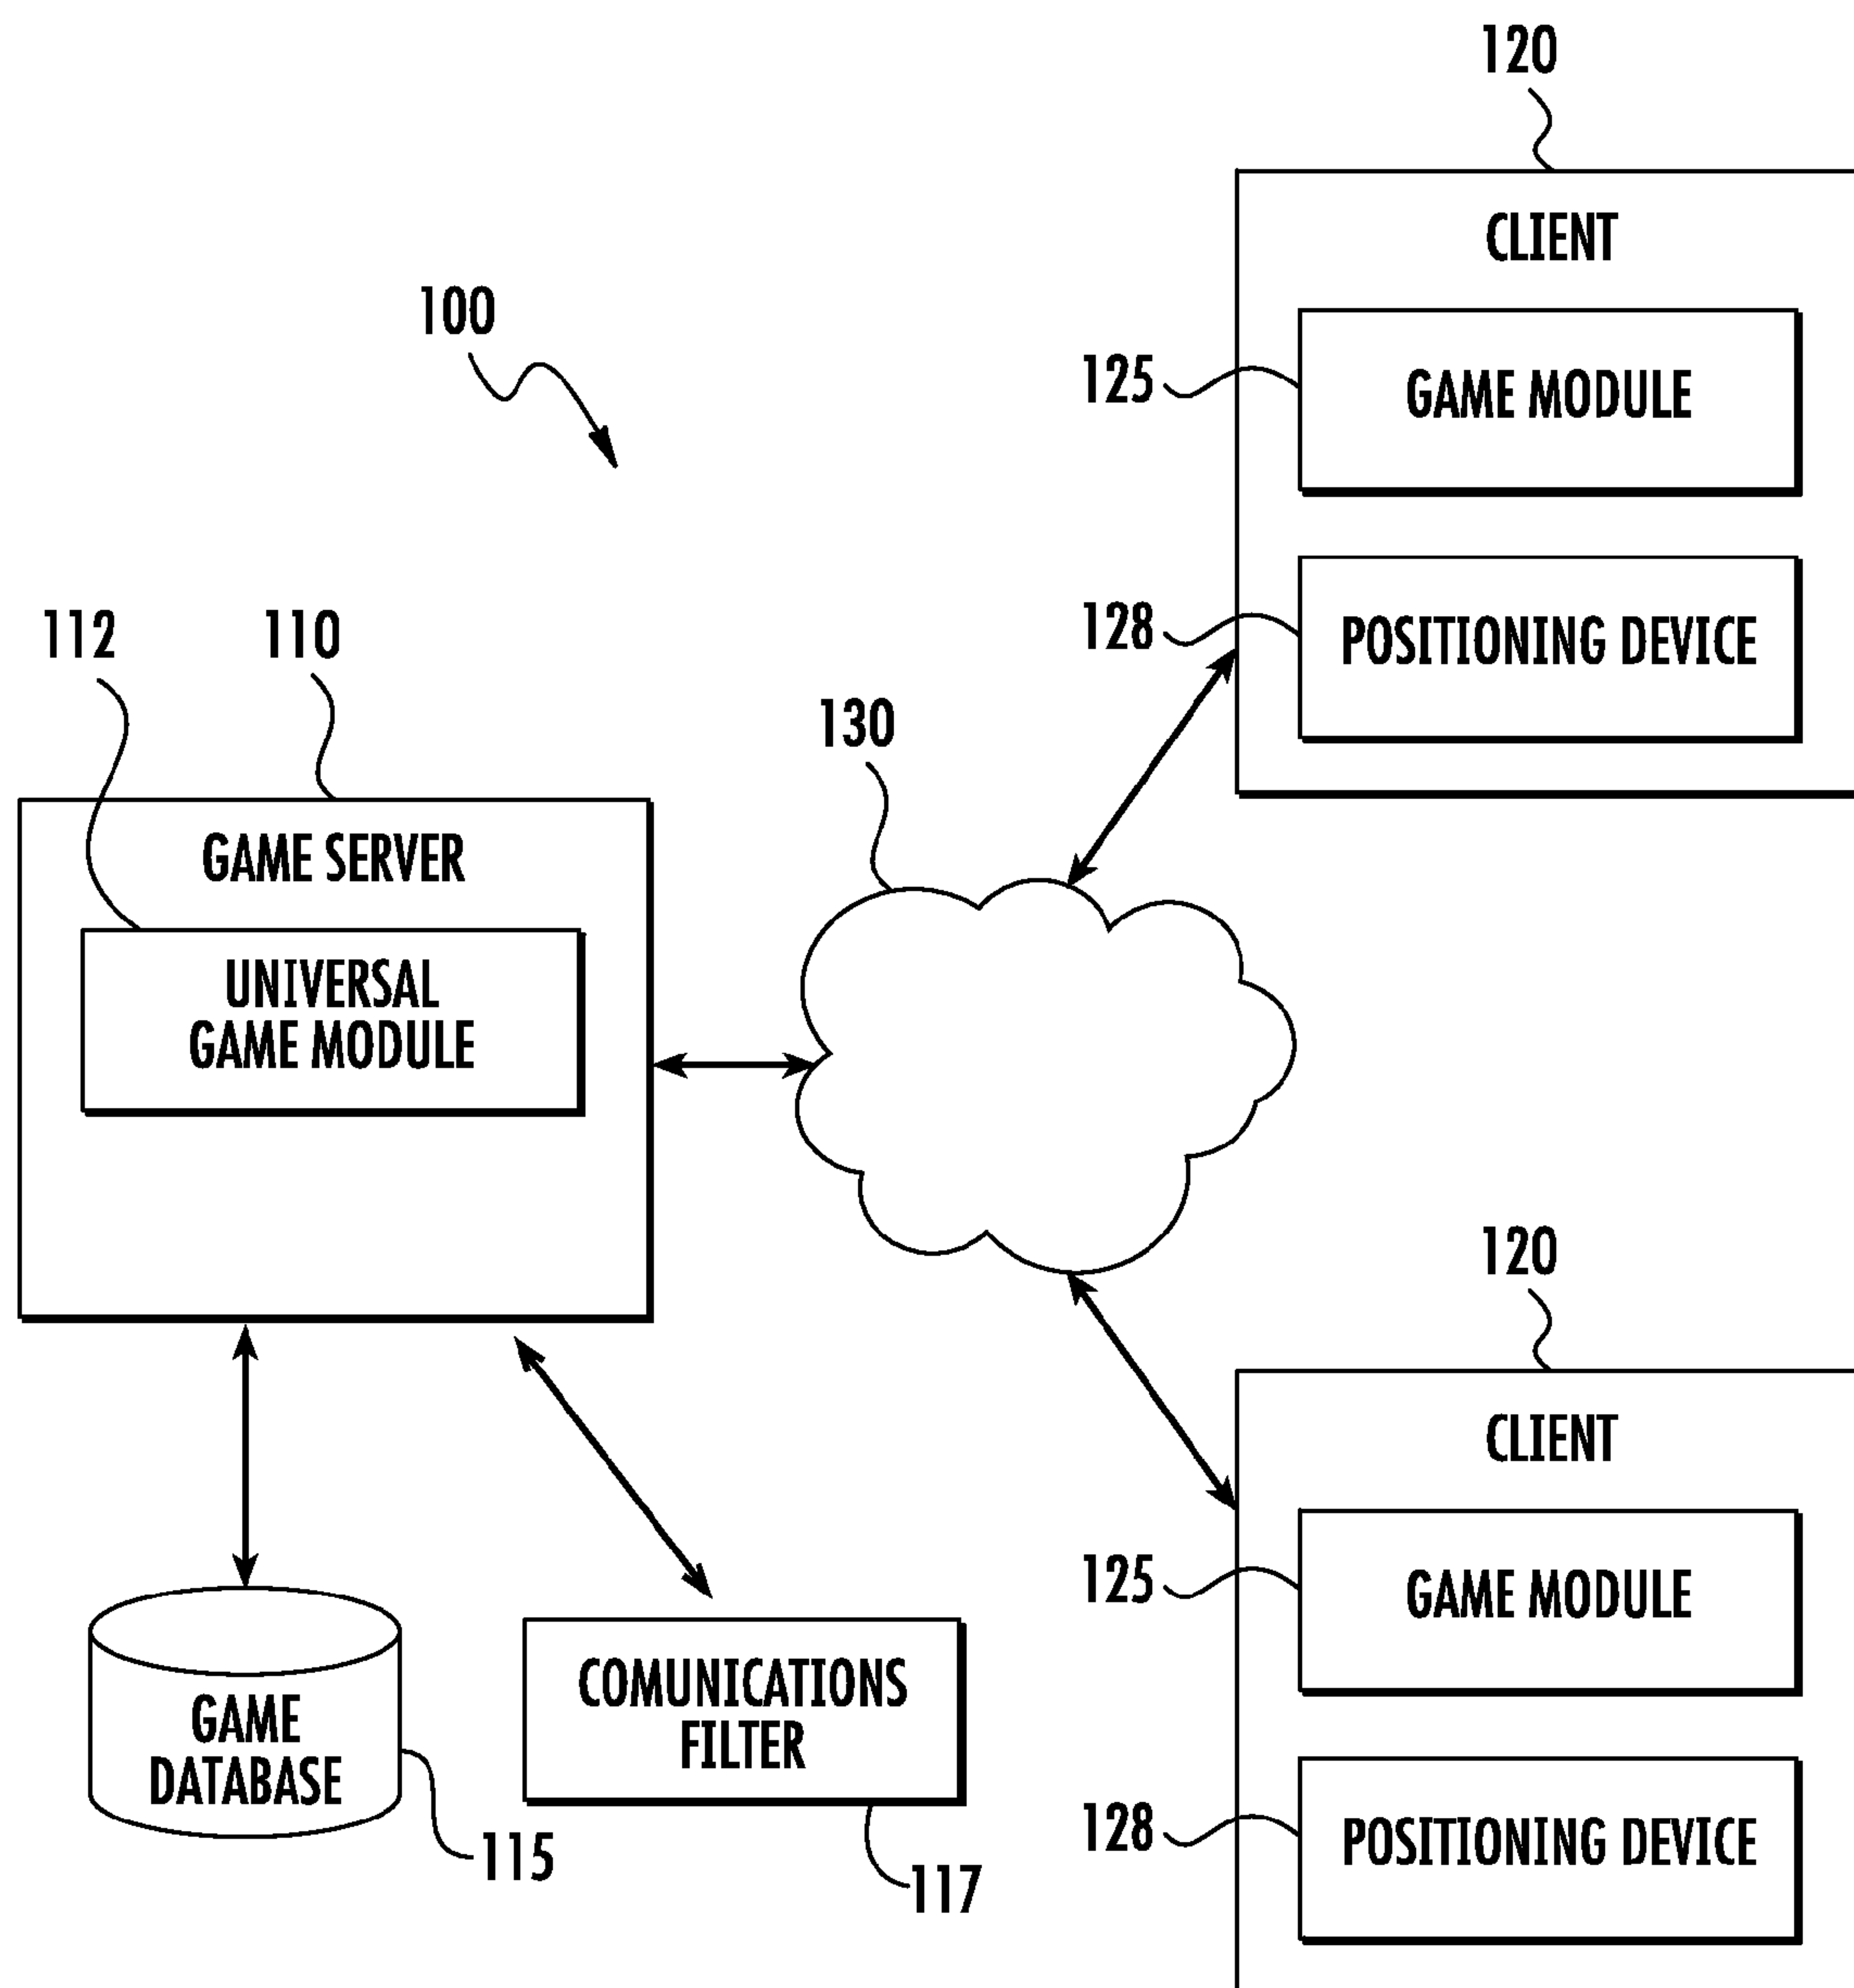 120
CLIENT
100
125
GAME MODULE
128
POSITIONING DEVICE
112
110
130
GAME SERVER
UNIVERSAL
GAME MODULE
120
CLIENT
125
GAME MODULE
COMUNICATIONS
FILTER
GAME
DATABASE
128
POSITIONING DEVICE
115
117